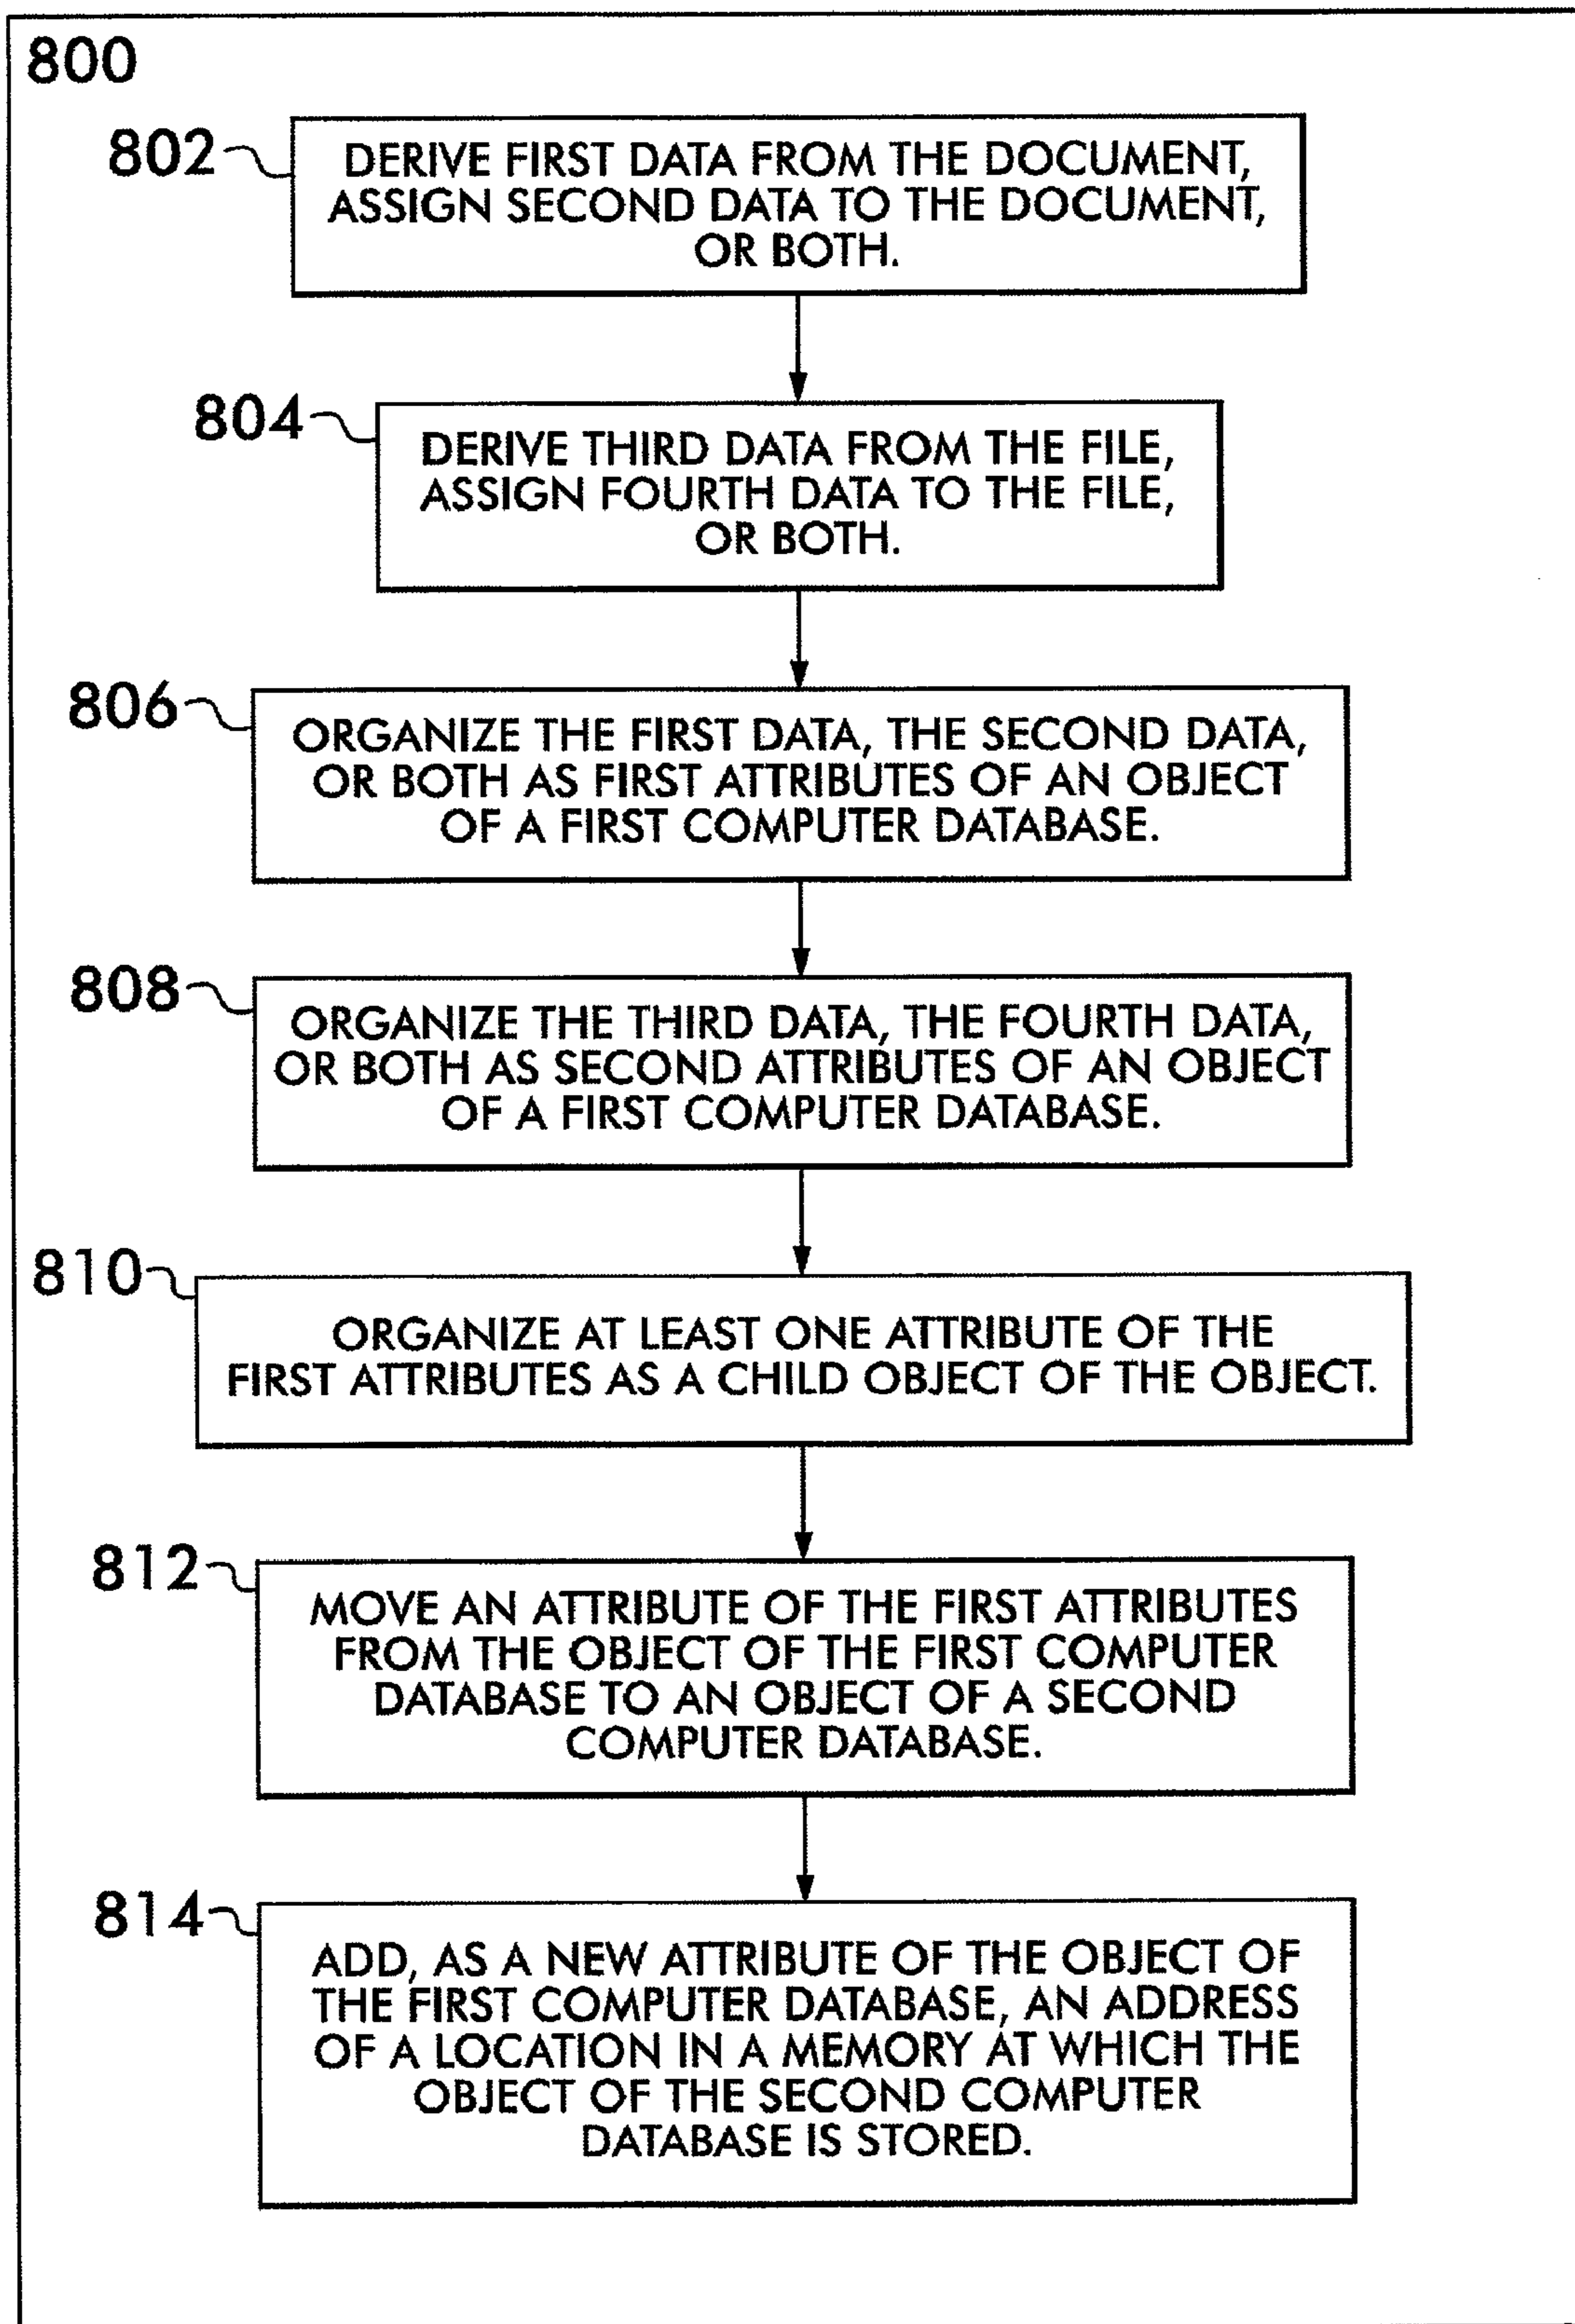 800
802
DERIVE FIRST DATA FROM THE DOCUMENT,
ASSIGN SECOND DATA TO THE DOCUMENT,
OR BOTH.
804
DERIVE THIRD DATA FROM THE FILE,
ASSIGN FOURTH DATA TO THE FILE,
OR BOTH.
806
ORGANIZE THE FIRST DATA, THE SECOND DATA,
OR BOTH AS FIRST ATTRIBUTES OF AN OBJECT
OF A FIRST COMPUTER DATABASE.
808
ORGANIZE THE THIRD DATA, THE FOURTH DATA,
OR BOTH AS SECOND ATTRIBUTES OF AN OBJECT
OF A FIRST COMPUTER DATABASE.
810
ORGANIZE AT LEAST ONE ATTRIBUTE OF THE
FIRST ATTRIBUTES AS A CHILD OBJECT OF THE OBJECT.
812
MOVE AN ATTRIBUTE OF THE FIRST ATTRIBUTES
FROM THE OBJECT OF THE FIRST COMPUTER
DATABASE TO AN OBJECT OF A SECOND
COMPUTER DATABASE.
814
ADD, AS A NEW ATTRIBUTE OF THE OBJECT OF
THE FIRST COMPUTER DATABASE, AN ADDRESS
OF A LOCATION IN A MEMORY AT WHICH THE
OBJECT OF THE SECOND COMPUTER
DATABASE IS STORED.